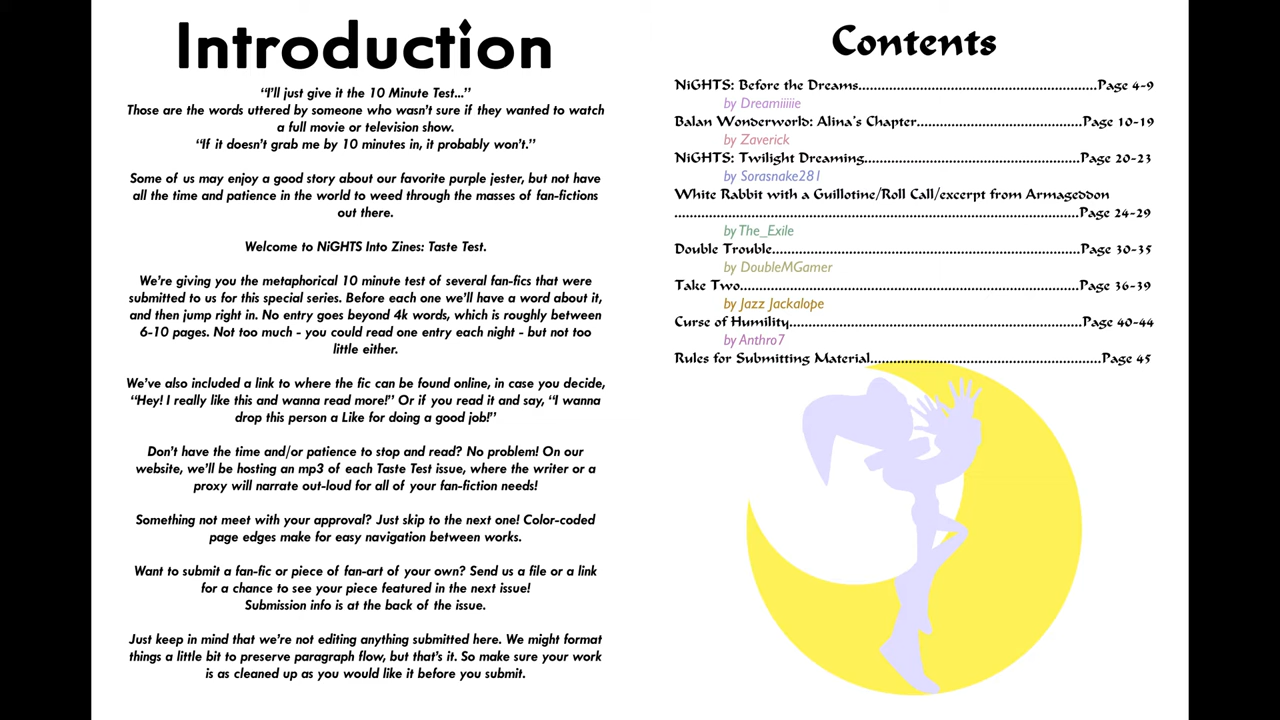 Introduction
“I’ll just give it the 10 Minute Test...”
Those are the words uttered by someone who wasn’t sure if they wanted to watch
a full movie or television show.
“If it doesn’t grab me by 10 minutes in, it probably won’t.”
Some of us may enjoy a good story about our favorite purple jester, but not have
all the time and patience in the world to weed through the masses of fan-fictions
out there.
Welcome to NiGHTS Into Zines: Taste Test.
We’re giving you the metaphorical 10 minute test of several fan-fics that were
submitted to us for this special series. Before each one we’ll have a word about it,
and then jump right in. No entry goes beyond 4k words, which is roughly between
6-10 pages. Not too much - you could read one entry each night - but not too
little either.
We’ve also included a link to where the fic can be found online, in case you decide,
“Hey! I really like this and wanna read more!” Or if you read it and say, “I wanna
drop this person a Like for doing a good job!”
Don’t have the time and/or patience to stop and read? No problem! On our
website, we’ll be hosting an mp3 of each Taste Test issue, where the writer or a
proxy will narrate out-loud for all of your fan-fiction needs!
Something not meet with your approval? Just skip to the next one! Color-coded
page edges make for easy navigation between works.
Want to submit a fan-fic or piece of fan-art of your own? Send us a file or a link
for a chance to see your piece featured in the next issue!
Submission info is at the back of the issue.
Just keep in mind that we’re not editing anything submitted here. We might format
things a little bit to preserve paragraph flow, but that’s it. So make sure your work
is as cleaned up as you would like it before you submit.
Contents
NiGHTS: Before the Dreams....................................................Page 4-9
by Dreamiiiiie
Balan Wonderworld: Alina’s Chapter....................................Page 10-19
by Zaverick
NiGHTS: Twilight Dreaming...............................................Page 20-23
by Sorasnake281
White Rabbit with a Guillotine/Roll Call/excerpt from Armageddon
....................................................................................Page 24-29
by The_Exile
Double Trouble..................................................................Page 30-35
by DoubleMGamer
Take Two.........................................................................Page 36-39
by Jazz Jackalope
Curse of Humility...............................................................Page 40-44
by Anthro7
Rules for Submitting Material..................................................Page 45